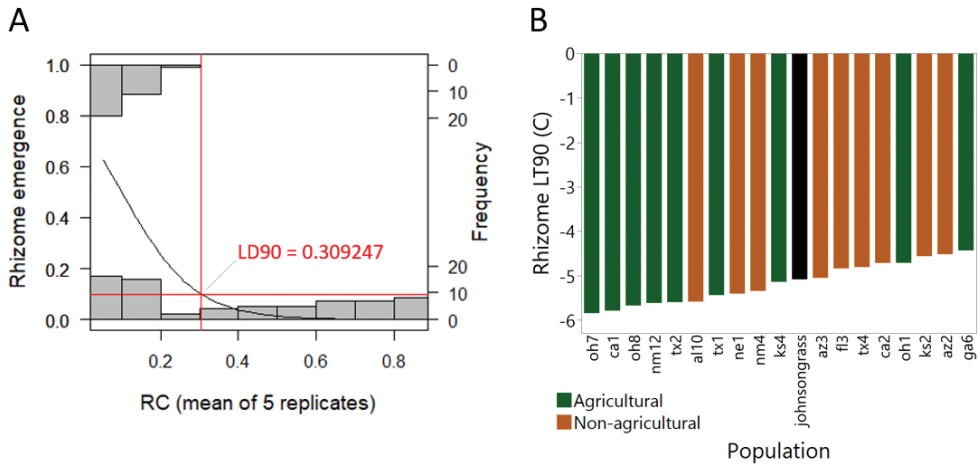 A
1.0
0.8
0.6
0.4
0.2
0.0
Rhizome emergence
0
10
20
20
10
0
Frequency
LD90 = 0.309247
0.2
0.4
0.6
0.8
RC (mean of 5 replicates)
B
0
-1
-2
-3
-4
-5
-6
Rhizome LT90 (C)
oh7
ca1
oh8
nm12
tx2
al10
tx1
ne1
nm4
ks4
johnsongrass
az3
fl3
tx4
ca2
oh1
ks2
az2
ga6
Agricultural
Non-agricultural
Population